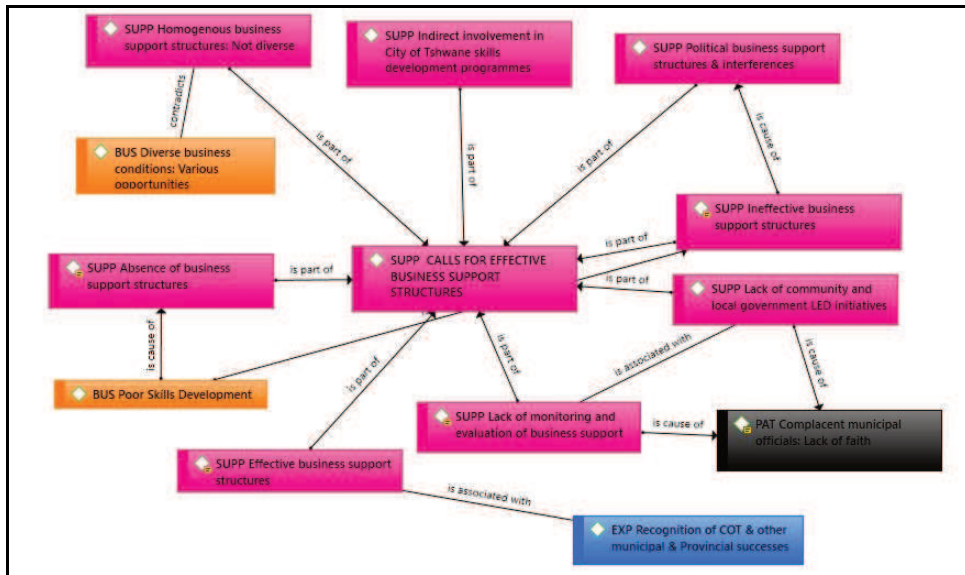 SUPP Homogenous business
support structures: Not diverse
SUPP Indirect involvement in
City of Tshwane skills
development programmes
SUPP Political business support
structures & interferences
contradicts
is part of
is part of
is part of
is cause of
BUS Diverse business
conditions: Various
opportunities
SUPP Ineffective business
support structures
is part of
SUPP Absence of business
support structures
is part of
SUPP CALLS FOR EFFECTIVE
BUSINESS SUPPORT
STRUCTURES
is part of
SUPP Lack of community and
local government LED initiatives
is cause of
is part of
is part of
is associated with
is cause of
BUS Poor Skills Development
SUPP Lack of monitoring and
evaluation of business support
is cause of
PAT Complacent municipal
officials: Lack of faith
SUPP Effective business support
structures
is associated with
EXP Recognition of COT & other
municipal & Provincial successes